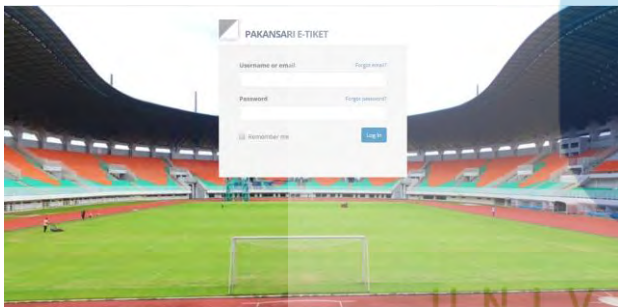 PAKANSARI E-TIKET
Username or email
Forgot email?
Password
Forgot password?
Remember me
Log In
U N I V